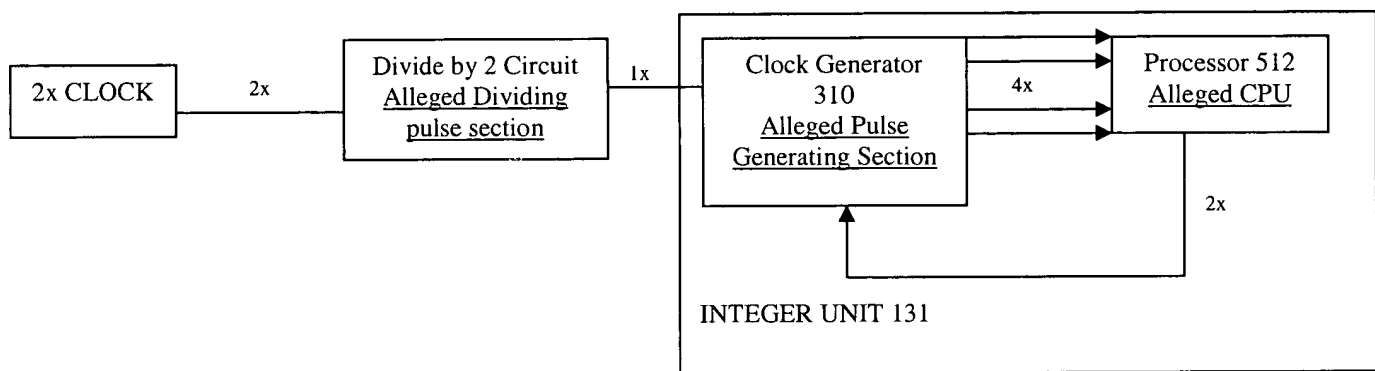 2x CLOCK
2x
Divide by 2 Circuit
Alleged Dividing
pulse section
1x
Clock Generator
310
Alleged Pulse
Generating Section
4x
Processor 512
Alleged CPU
2x
INTEGER UNIT 131